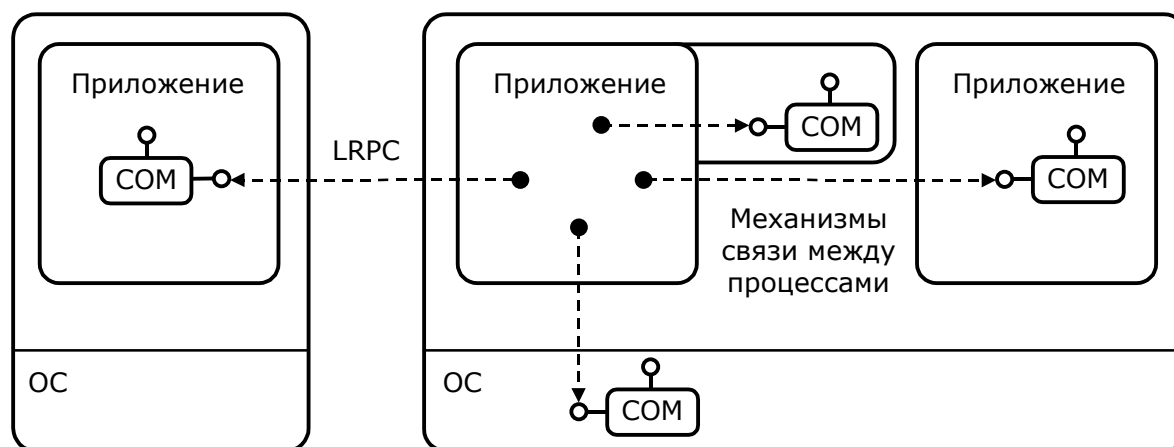 Приложение
COM
ОС
LRPC
Приложение
COM
Приложение
COM
Механизмы
связи между
процессами
ОС
COM